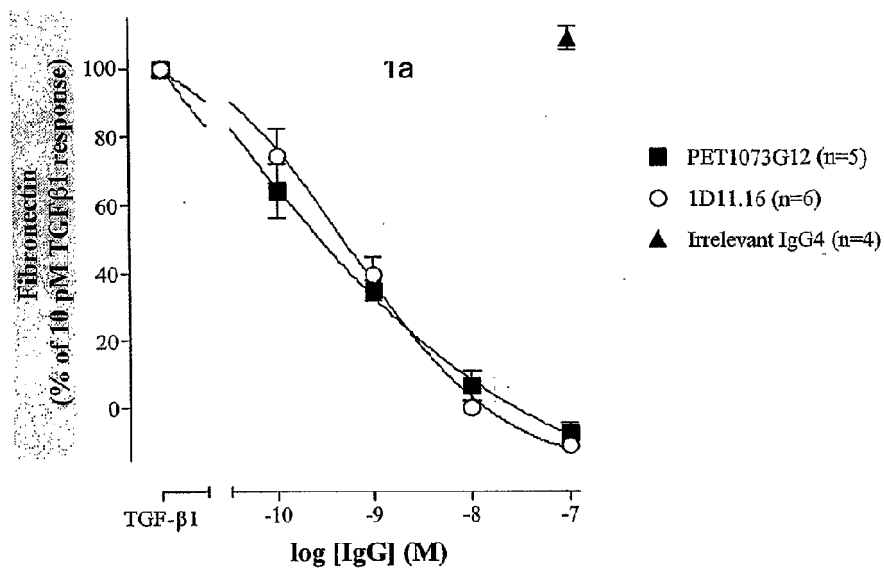 1a
Fibronectin
(% of 10 pM TGFβ1 response)
100
80
60
40
20
0
TGF-β1
-10
-9
-8
-7
log [IgG] (M)
PET1073G12 (n=5)
1D11.16 (n=6)
Irrelevant IgG4 (n=4)